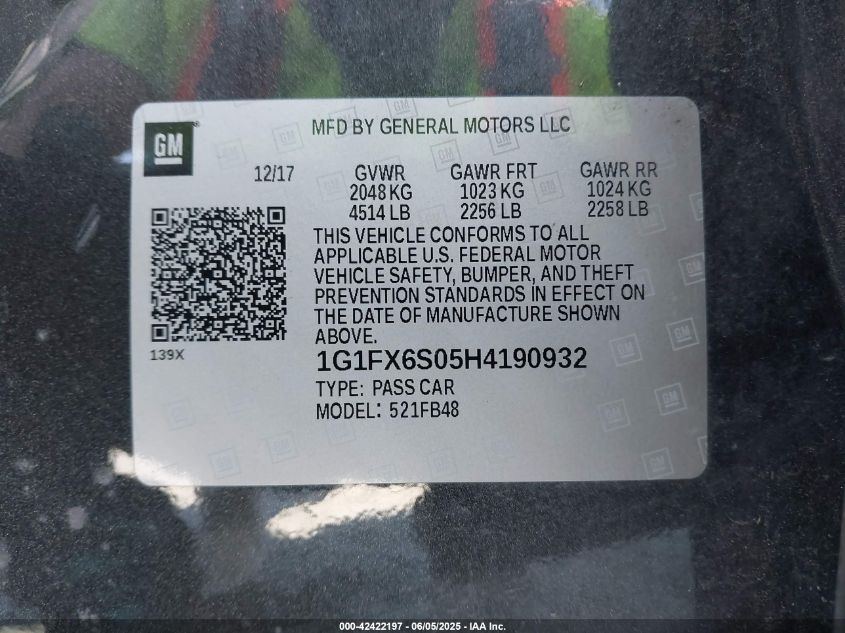 GM
MFD BY GENERAL MOTORS LLC
12/17
GVWR GAWR FRT GAWR RR
2048 KG 1023 KG 1024 KG
4514 LB 2256 LB 2258 LB
THIS VEHICLE CONFORMS TO ALL
APPLICABLE U.S. FEDERAL MOTOR
VEHICLE SAFETY, BUMPER, AND THEFT
PREVENTION STANDARDS IN EFFECT ON
THE DATE OF MANUFACTURE SHOWN
ABOVE.
139X
1G1FX6S05H4190932
TYPE: PASS CAR
MODEL: 521FB48
000-42422197 - 06/05/2025 - IAA Inc.